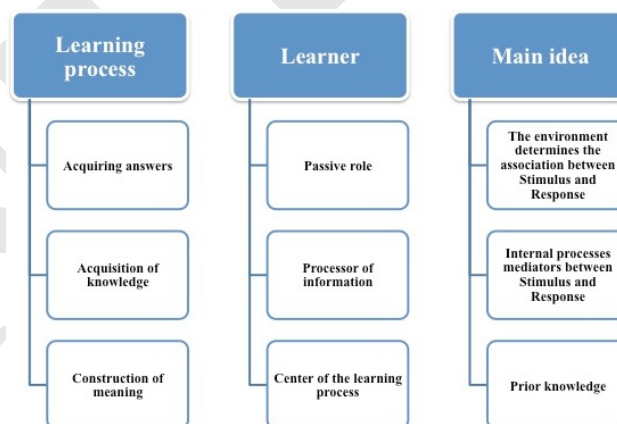 Learning
process
Acquiring answers
Acquisition of
knowledge
Construction of
meaning
Learner
Passive role
Processor of
information
Center of the learning
process
Main idea
The environment
determines the
association between
Stimulus and
Response
Internal processes
mediators between
Stimulus and
Response
Prior knowledge